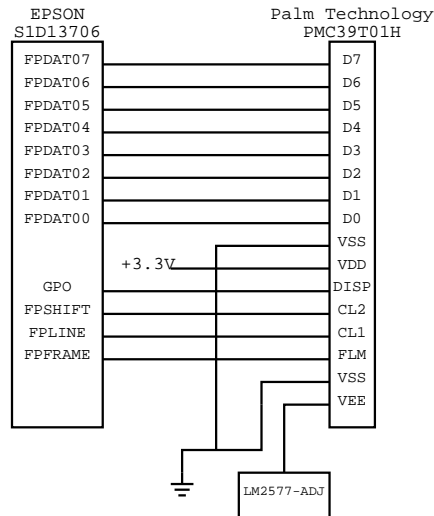 EPSON
S1D13706
Palm Technology
PMC39T01H
FPDAT07 D7
FPDAT06 D6
FPDAT05 D5
FPDAT04 D4
FPDAT03 D3
FPDAT02 D2
FPDAT01 D1
FPDAT00 D0
VSS
+3.3V VDD
GPO DISP
FPSHIFT CL2
FPLINE CL1
FPFRAME FLM
VSS
VEE
LM2577-ADJ